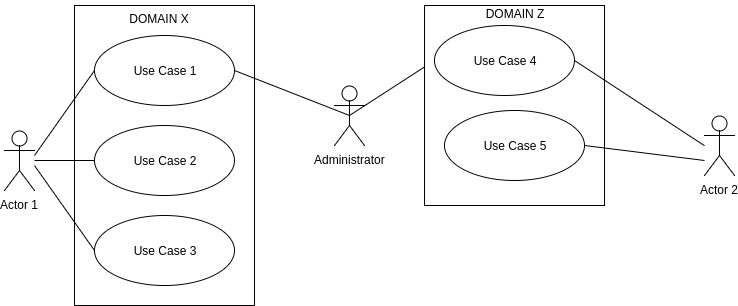 DOMAIN X
Use Case 1
Use Case 2
Use Case 3
Actor 1
Administrator
DOMAIN Z
Use Case 4
Use Case 5
Actor 2